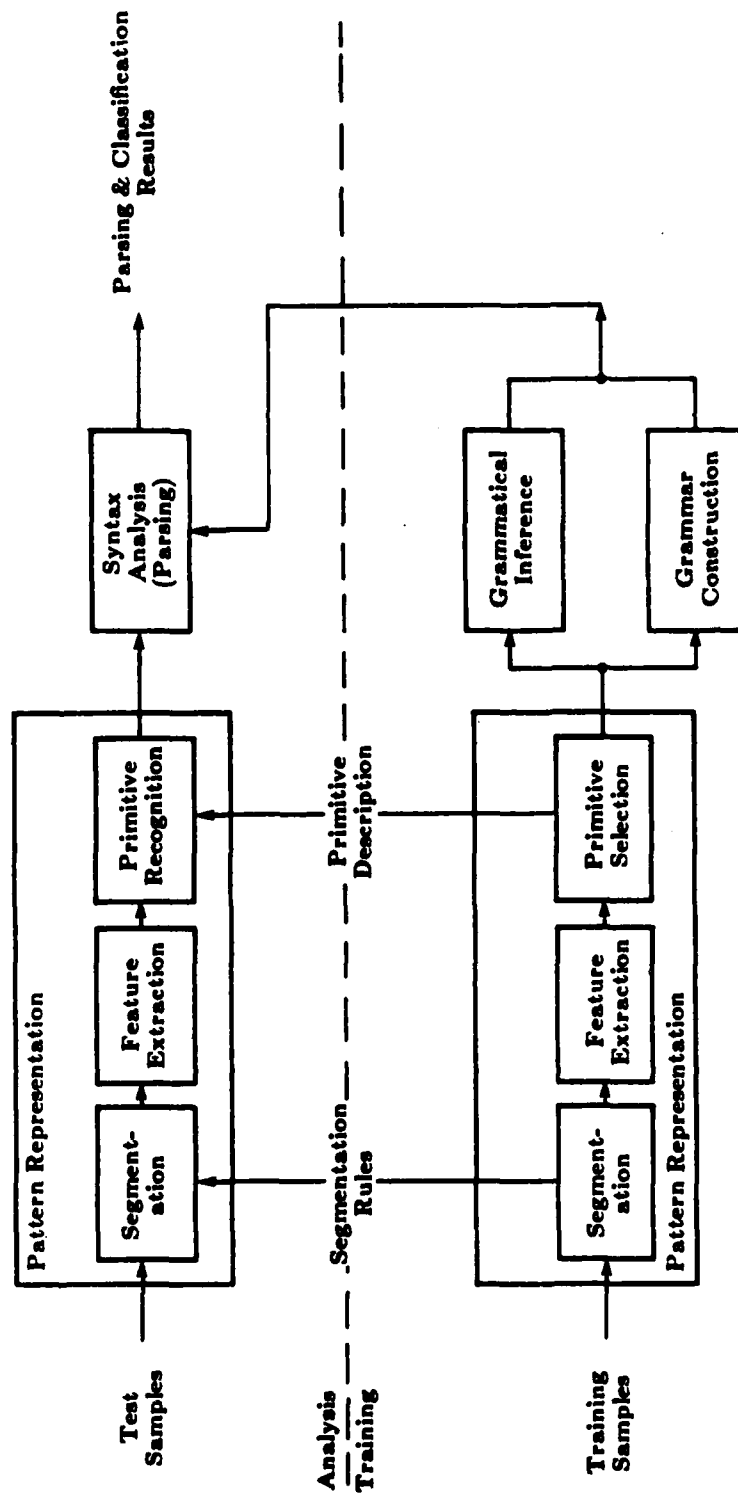 Pattern Representation
Test
Samples
Segment-
ation
Feature
Extraction
Primitive
Recognition
Syntax
Analysis
(Parsing)
Parsing & Classification
Results
Analysis
Training
Segmentation
Rules
Primitive
Description
Training
Samples
Segment-
ation
Feature
Extraction
Primitive
Selection
Pattern Representation
Grammatical
Inference
Grammar
Construction